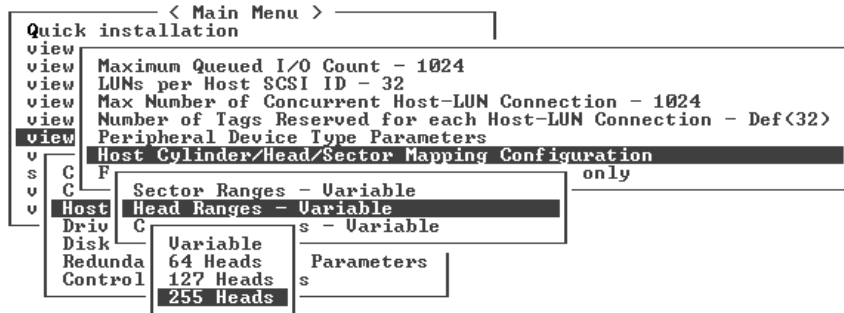 < Main Menu >
Quick installation
view
view Maximum Queued I/O Count - 1024
view LUNs per Host SCSI ID - 32
view Max Number of Concurrent Host-LUN Connection - 1024
view Number of Tags Reserved for each Host-LUN Connection - Def(32)
view Peripheral Device Type Parameters
v Host Cylinder/Head/Sector Mapping Configuration
s C F only
v C Sector Ranges - Variable
v Host Head Ranges - Variable
Driv C s - Variable
Disk Variable
Redunda 64 Heads Parameters
Control 127 Heads s
255 Heads